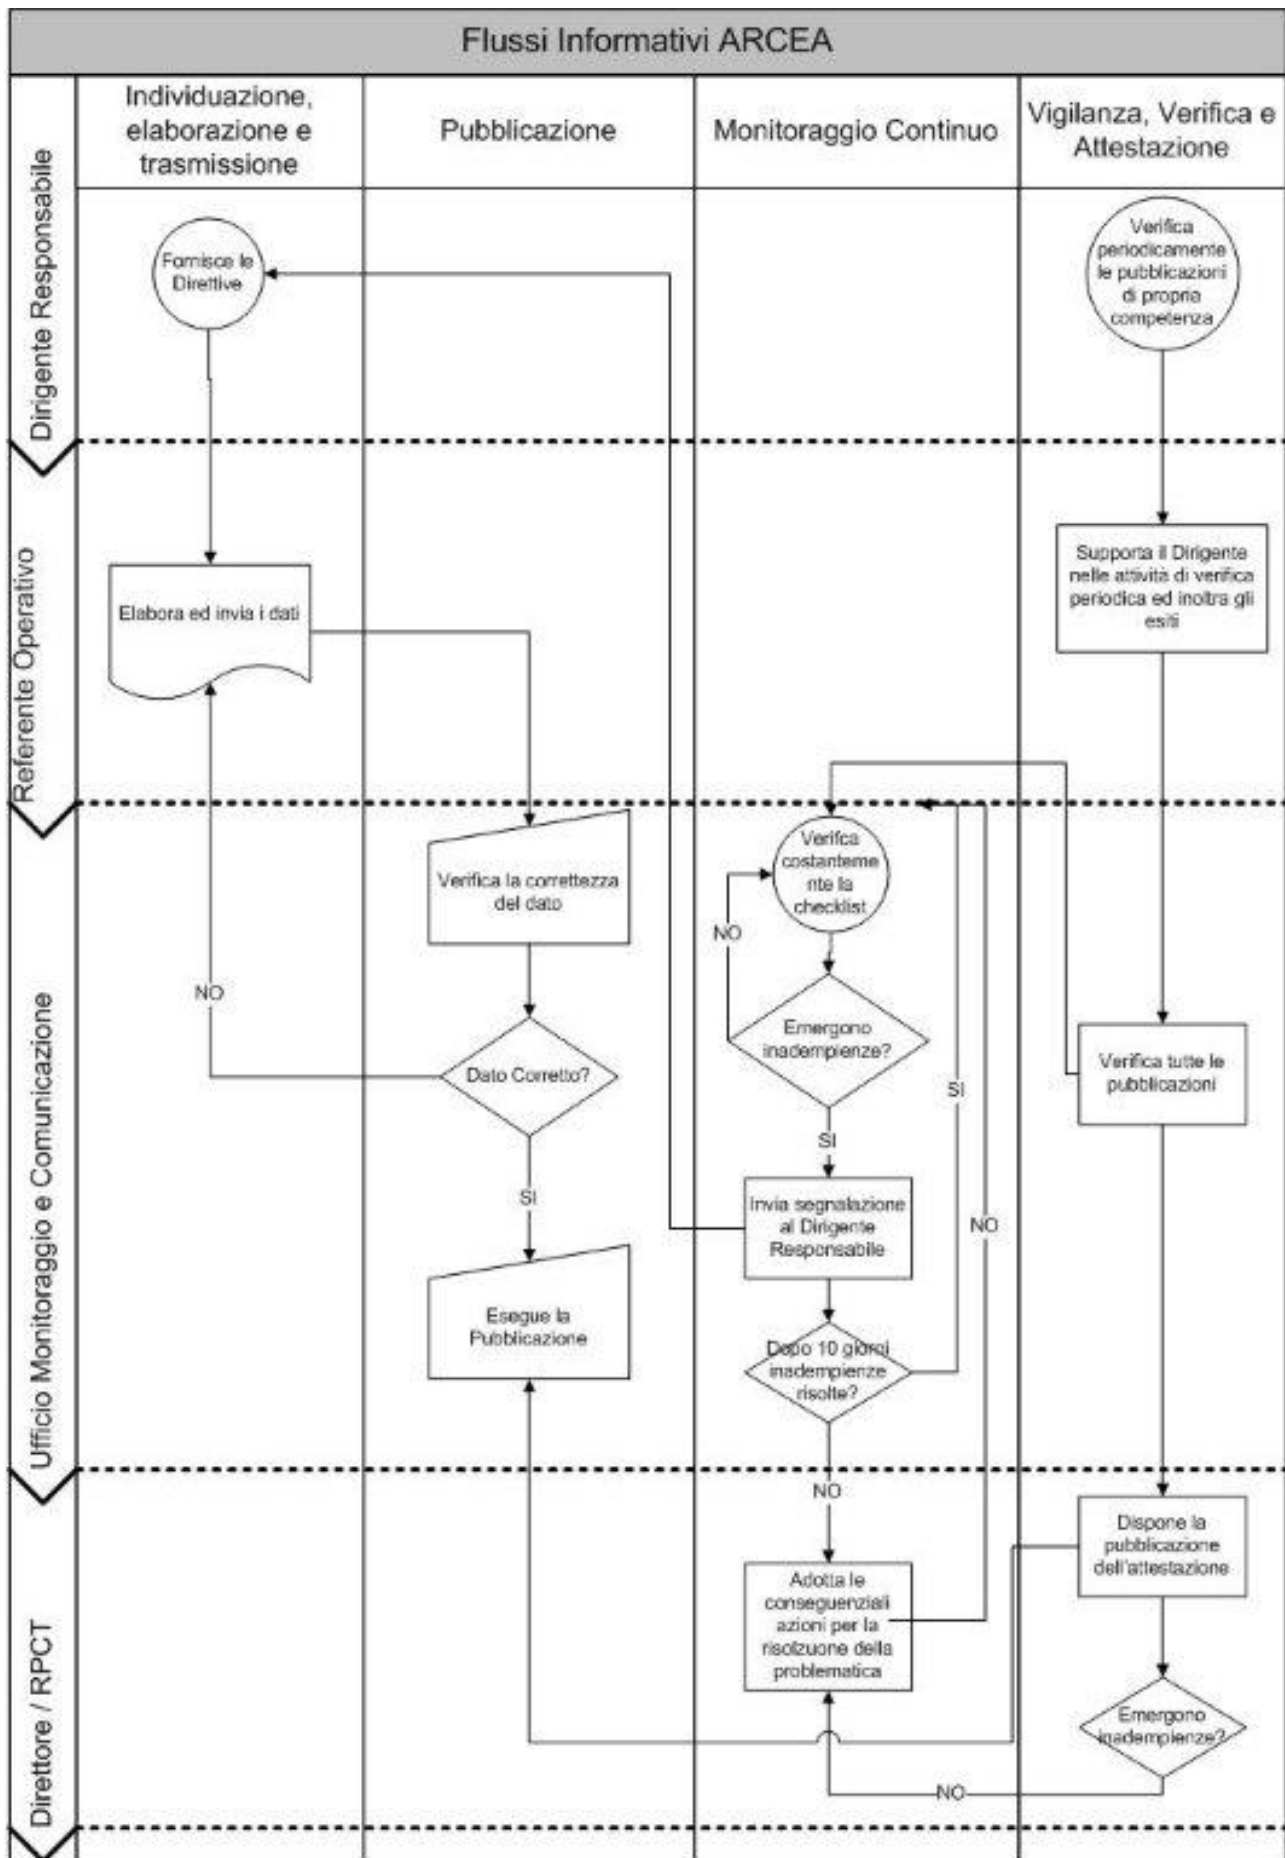 Flussi Informativi ARCEA
Individuazione,
elaborazione e
trasmissione
Pubblicazione
Monitoraggio Continuo
Vigilanza, Verifica e
Attestazione
Dirigente Responsabile
Fornisce le
Direttive
Verifica
periodicamente
le pubblicazioni
di propria
competenza
Referente Operativo
Elabora ed invia i dati
Supporta il Dirigente
nelle attività di verifica
periodica ed inoltra gli
esiti
Ufficio Monitoraggio e Comunicazione
Verifica la correttezza
del dato
Verifca
costanteme
nte la
checklist
NO
NO
Emergono
inadempienze?
Dato Corretto?
Verifica tutte le
pubblicazioni
SI
SI
SI
Invia segnalazione
al Dirigente
Responsabile
NO
Esegue la
Pubblicazione
Dopo 10 giorni
inadempienze
risolte?
Direttore / RPCT
NO
Dispone la
pubblicazione
dell'attestazione
Adotta le
conseguenziali
azioni per la
risolzuone della
problematica
Emergono
inadempienze?
NO